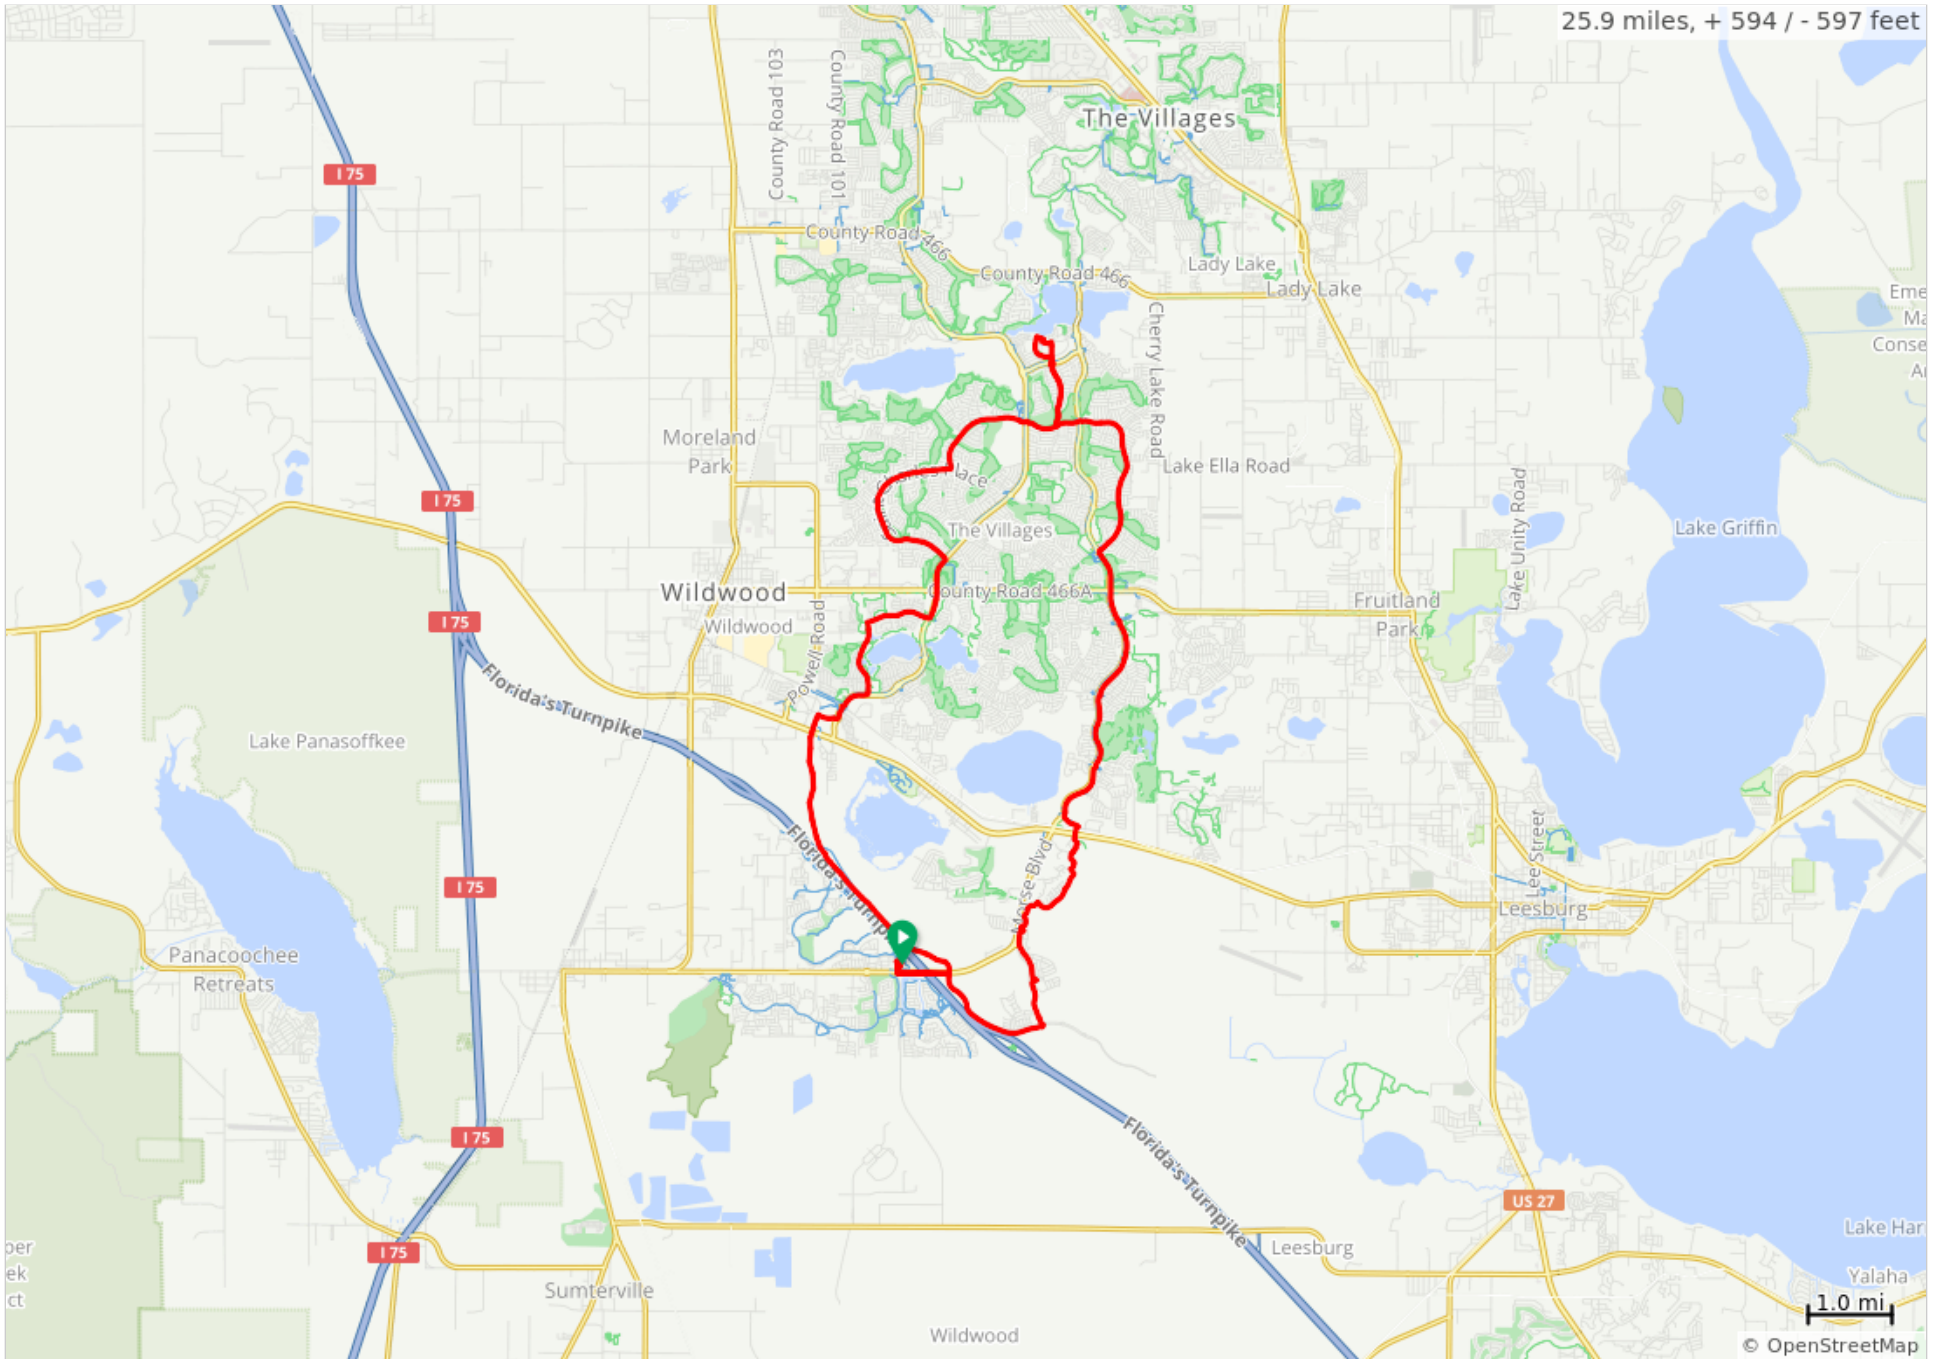 25.9 miles, + 594 / - 597 feet
County Road 103
County Road 101
The Villages
I 75
County Road 466
County Road 466
Lady Lake
Lady Lake
Cherry Lake Road
Moreland
Park
Lake Ella Road
Lake Unity Road
I 75
The Villages
Lake Griffin
Wildwood
County Road 466A
Fruitland
Park
Wildwood
I 75
Powell Road
Florida's Turnpike
Lake Panasoffkee
Florida's Turnp
Morse Blvd
Lee Street
I 75
Leesburg
Panacoochee
Retreats
I 75
Florida's Turnpike
US 27
Lake Har
I 75
Leesburg
Sumterville
Yalaha
1.0 mi
Wildwood
© OpenStreetMap